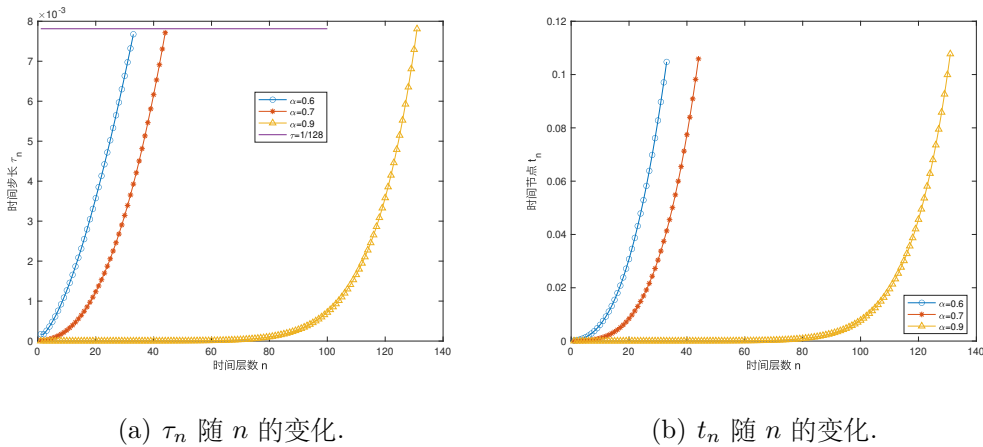 ×10⁻³
8
7
6
5
4
3
2
1
0
时间步长 τₙ
0 20 40 60 80 100 120 140
时间层数 n
α=0.6
α=0.7
α=0.9
τ=1/128
0.12
0.1
0.08
0.06
0.04
0.02
0
时间节点 tₙ
0 20 40 60 80 100 120 140
时间层数 n
α=0.6
α=0.7
α=0.9
(a) τₙ 随 n 的变化.
(b) tₙ 随 n 的变化.